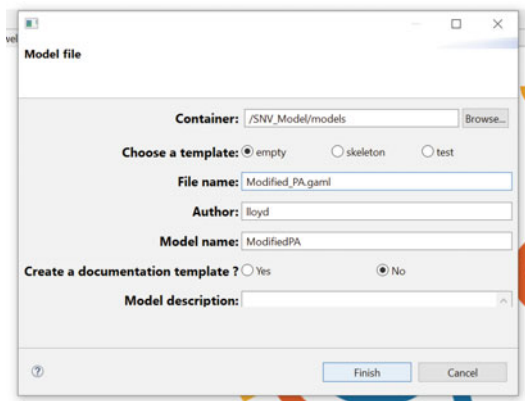 Model file
Container: /SNV_Model/models Browse...
Choose a template: empty skeleton test
File name: Modified_PA.gaml
Author: lloyd
Model name: ModifiedPA
Create a documentation template ? Yes No
Model description:
? Finish Cancel